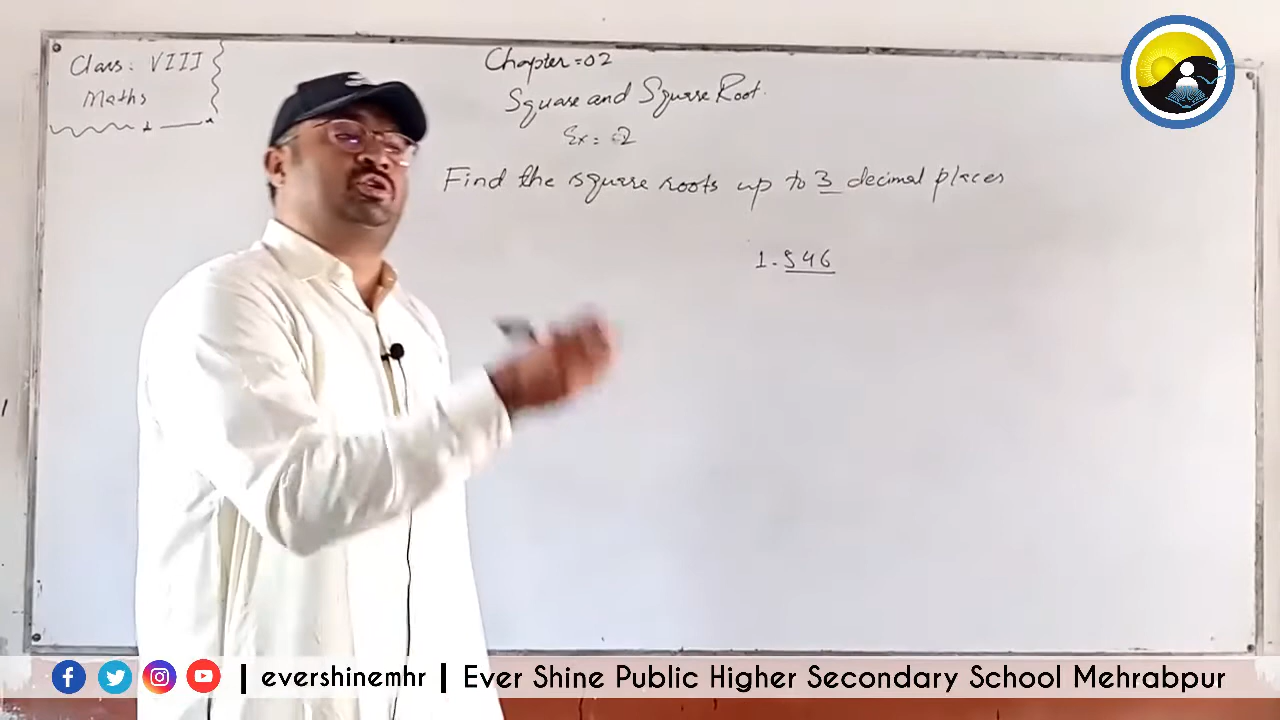 Class: VIII
Maths
Chapter=02
Square and Square Root.
Ex= 02
Find the square roots up to 3 decimal places
1.546
| evershinemhr | Ever Shine Public Higher Secondary School Mehrabpur